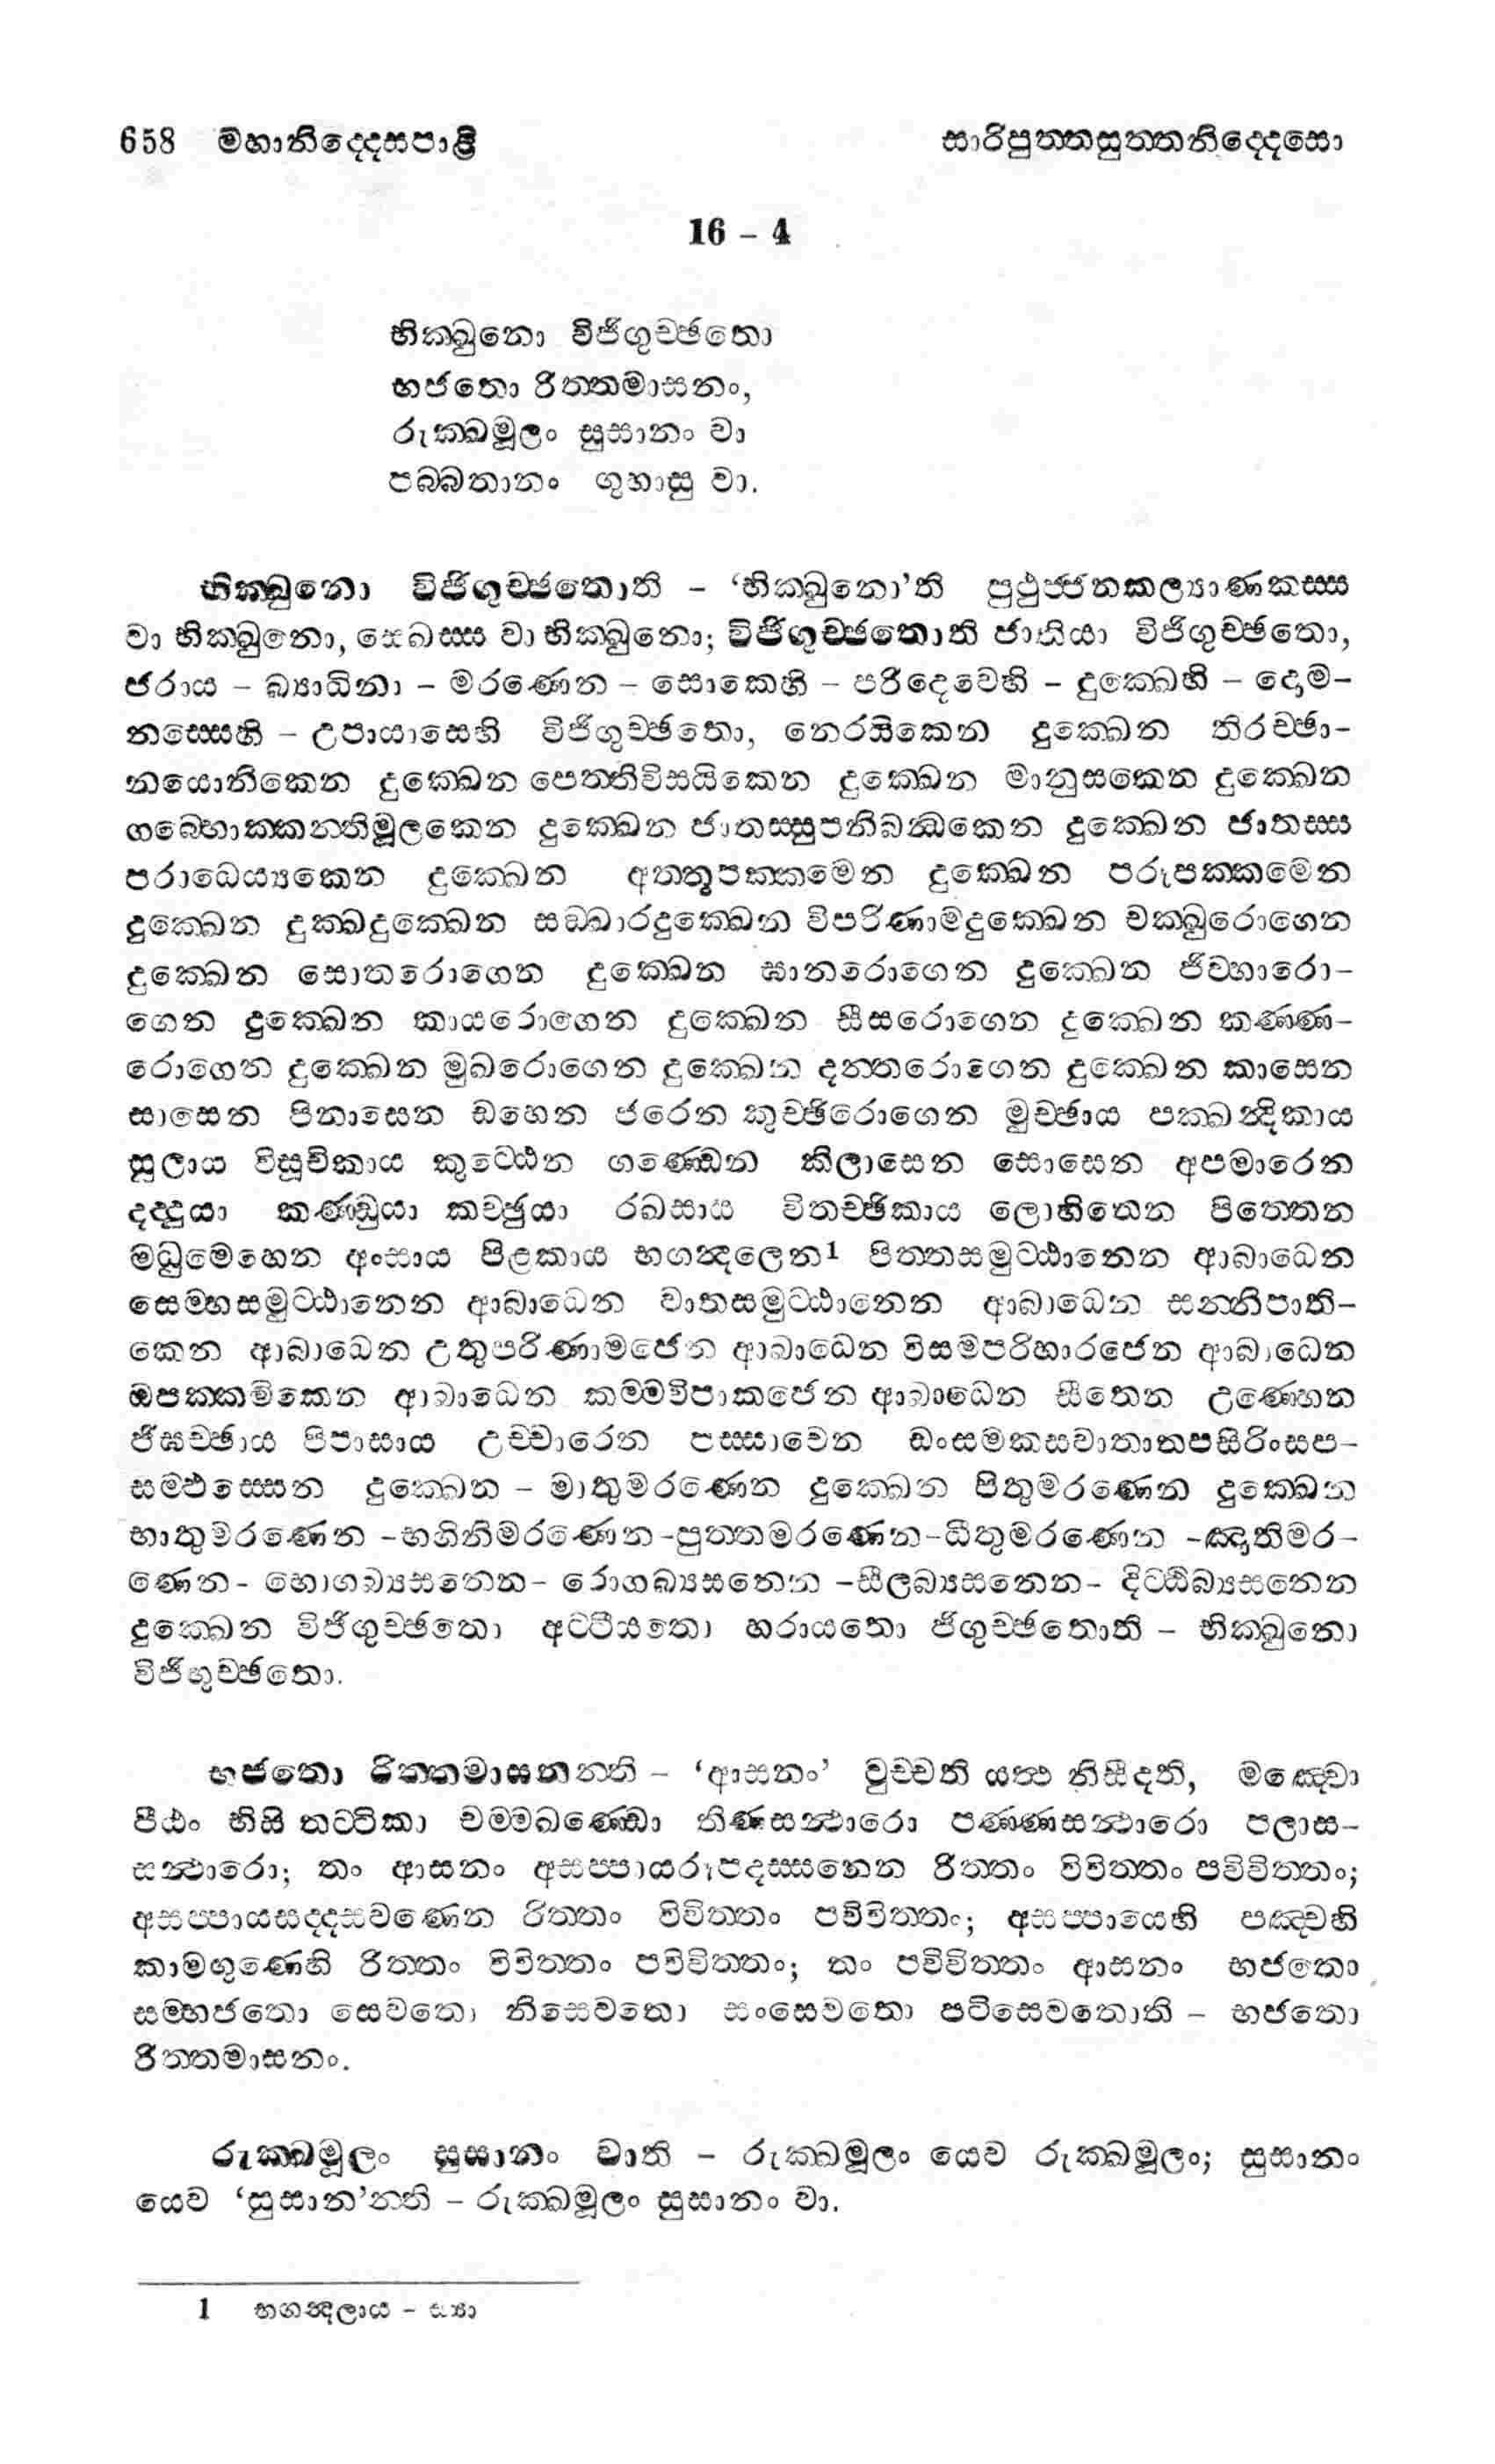 658 මහානිද්දෙසපාළි සාරිපුත්තසුත්තනිද්දෙසො
16 - 4
භික්ඛුනො විජිගුච්ඡතො
භජතො රිත්තමාසනං,
රුක්ඛමූලං සුසානං වා
පබ්බතානං ගුහාසු වා.
භික්ඛුනො විජිගුච්ඡතොති - ‘භික්ඛුනො’ති පුථුජ්ජනකල්‍යාණකස්ස
වා භික්ඛුනො, සෙඛස්ස වා භික්ඛුනො; විජිගුච්ඡතොති ජාතියා විජිගුච්ඡතො,
ජරාය - බ්‍යාධිනා - මරණෙන - සොකෙහි - පරිදෙවෙහි - දුක්ඛෙහි - දොම-
නස්සෙහි - උපායාසෙහි විජිගුච්ඡතො, නෙරයිකෙන දුක්ඛෙන තිරච්ඡා-
නයොනිකෙන දුක්ඛෙන පෙත්තිවිසයිකෙන දුක්ඛෙන මානුසකෙන දුක්ඛෙන
ගබ්භොක්කන්තිමූලකෙන දුක්ඛෙන ජාතස්සුපනිබන්ධකෙන දුක්ඛෙන ජාතස්ස
පරාධෙය්‍යකෙන දුක්ඛෙන අත්තූපක්කමෙන දුක්ඛෙන පරූපක්කමෙන
දුක්ඛෙන දුක්ඛදුක්ඛෙන සඞ්ඛාරදුක්ඛෙන විපරිණාමදුක්ඛෙන චක්ඛුරොගෙන
දුක්ඛෙන සොතරොගෙන දුක්ඛෙන ඝානරොගෙන දුක්ඛෙන ජිව්හාරො-
ගෙන දුක්ඛෙන කායරොගෙන දුක්ඛෙන සීසරොගෙන දුක්ඛෙන කණ්ණ-
රොගෙන දුක්ඛෙන මුඛරොගෙන දුක්ඛෙන දන්තරොගෙන දුක්ඛෙන කාසෙන
සාසෙන පිනාසෙන ඩහෙන ජරෙන කුච්ඡිරොගෙන මුච්ඡාය පක්ඛන්දිකාය
සුලාය විසූචිකාය කුට්ඨෙන ගණ්ඩෙන කිලාසෙන සොසෙන අපමාරෙන
දද්දුයා කණ්ඩුයා කච්ඡුයා රඛසාය විතච්ඡිකාය ලොහිතෙන පිත්තෙන
මධුමෙහෙන අංසාය පිළකාය භගන්දලෙන1 පිත්තසමුට්ඨානෙන ආබාධෙන
සෙම්හසමුට්ඨානෙන ආබාධෙන වාතසමුට්ඨානෙන ආබාධෙන සන්නිපාති-
කෙන ආබාධෙන උතුපරිණාමජෙන ආබාධෙන විසමපරිහාරජෙන ආබාධෙන
ඔපක්කමිකෙන ආබාධෙන කම්මවිපාකජෙන ආබාධෙන සීතෙන උණ්හෙන
ජිඝච්ඡාය පිපාසාය උච්චාරෙන පස්සාවෙන ඩංසමකසවාතාතපසිරිංසප-
සම්ඵස්සෙන දුක්ඛෙන - මාතුමරණෙන දුක්ඛෙන පිතුමරණෙන දුක්ඛෙන
භාතුමරණෙන -භගිනිමරණෙන-පුත්තමරණෙන-ධීතුමරණෙන -ඤාතිමර-
ණෙන- භොගබ්‍යසනෙන- රොගබ්‍යසනෙන -සීලබ්‍යසනෙන- දිට්ඨිබ්‍යසනෙන
දුක්ඛෙන විජිගුච්ඡතො අට්ටීයතො හරායතො ජිගුච්ඡතොති - භික්ඛුනො
විජිගුච්ඡතො.
භජතො රිත්තමාසනන්ති - ‘ආසනං’ වුච්චති යත්ථ නිසීදති, මඤ්චො
පීඨං භිසි තට්ටිකා චම්මඛණ්ඩො තිණසන්ථාරො පණ්ණසන්ථාරො පලාස-
සන්ථාරො; තං ආසනං අසප්පායරූපදස්සනෙන රිත්තං විවිත්තං පවිවිත්තං;
අසප්පායසද්දසවණෙන රිත්තං විවිත්තං පවිවිත්තං; අසප්පායෙහි පඤ්චහි
කාමගුණෙහි රිත්තං විවිත්තං පවිවිත්තං; තං පවිවිත්තං ආසනං භජතො
සම්භජතො සෙවතො නිසෙවතො සංසෙවතො පටිසෙවතොති - භජතො
රිත්තමාසනං.
රුක්ඛමූලං සුසානං වාති - රුක්ඛමූලං යෙව රුක්ඛමූලං; සුසානං
යෙව ‘සුසාන’න්ති - රුක්ඛමූලං සුසානං වා.
1 භගන්දලාය - ස්‍යා